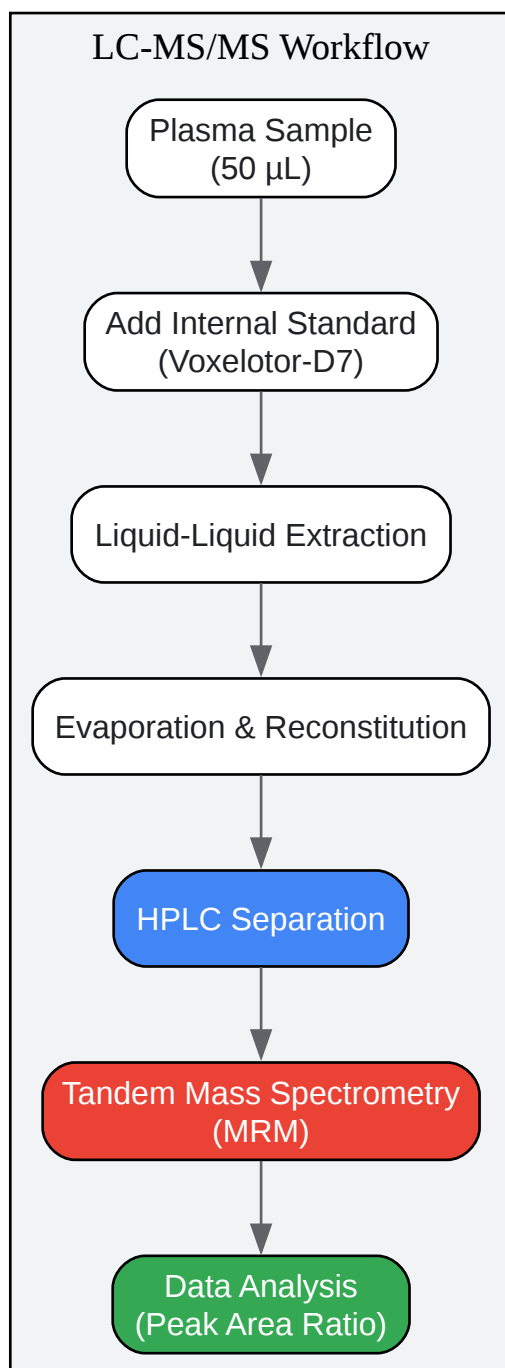 LC-MS/MS Workflow
Plasma Sample
(50 µL)
Add Internal Standard
(Voxelotor-D7)
Liquid-Liquid Extraction
Evaporation & Reconstitution
HPLC Separation
Tandem Mass Spectrometry
(MRM)
Data Analysis
(Peak Area Ratio)